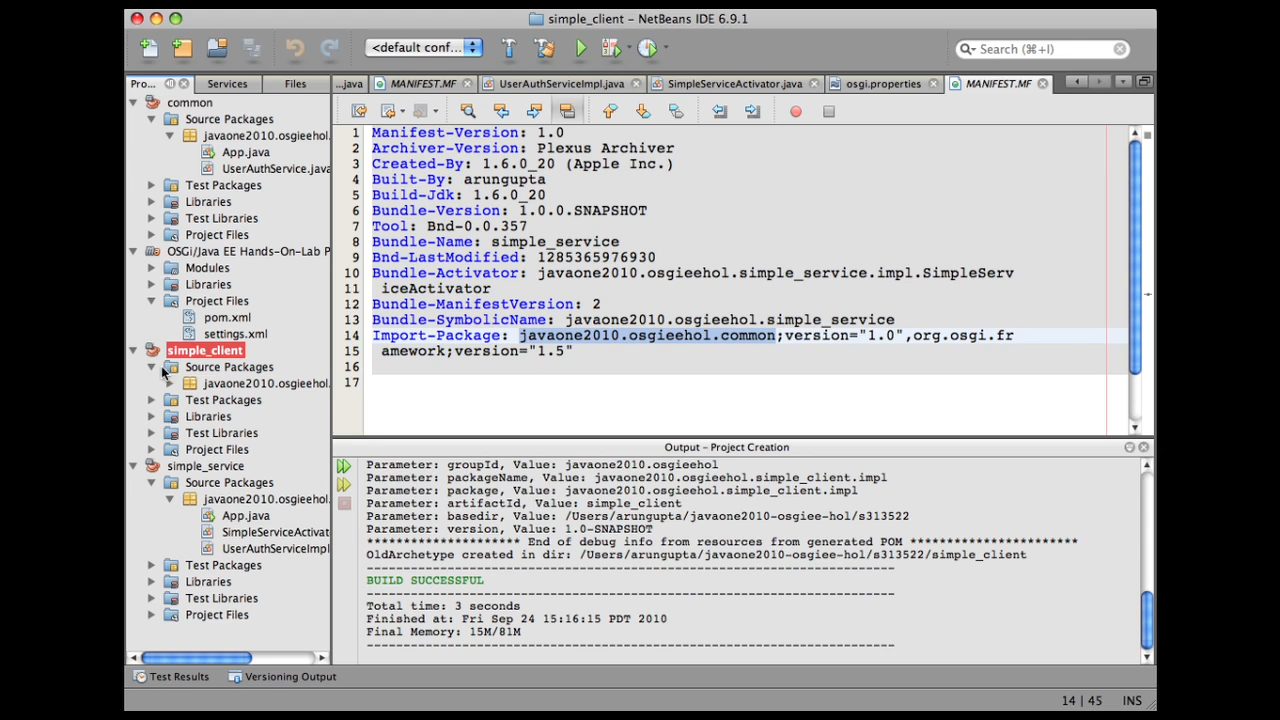 simple_client – NetBeans IDE 6.9.1
<default conf...
Search (⌘+I)
Pro... Services Files
...java MANIFEST.MF UserAuthServiceImpl.java SimpleServiceActivator.java osgi.properties MANIFEST.MF
common
Source Packages
javaone2010.osgieehol.
App.java
UserAuthService.java
Test Packages
Libraries
Test Libraries
Project Files
OSGi/Java EE Hands-On-Lab P
Modules
Libraries
Project Files
pom.xml
settings.xml
simple_client
Source Packages
javaone2010.osgieehol.
Test Packages
Libraries
Test Libraries
Project Files
simple_service
Source Packages
javaone2010.osgieehol.
App.java
SimpleServiceActivat
UserAuthServiceImpl
Test Packages
Libraries
Test Libraries
Project Files
1 Manifest-Version: 1.0
2 Archiver-Version: Plexus Archiver
3 Created-By: 1.6.0_20 (Apple Inc.)
4 Built-By: arungupta
5 Build-Jdk: 1.6.0_20
6 Bundle-Version: 1.0.0.SNAPSHOT
7 Tool: Bnd-0.0.357
8 Bundle-Name: simple_service
9 Bnd-LastModified: 1285365976930
10 Bundle-Activator: javaone2010.osgieehol.simple_service.impl.SimpleServ
11 iceActivator
12 Bundle-ManifestVersion: 2
13 Bundle-SymbolicName: javaone2010.osgieehol.simple_service
14 Import-Package: javaone2010.osgieehol.common;version="1.0",org.osgi.fr
15 amework;version="1.5"
16
17
Output – Project Creation
Parameter: groupId, Value: javaone2010.osgieehol
Parameter: packageName, Value: javaone2010.osgieehol.simple_client.impl
Parameter: package, Value: javaone2010.osgieehol.simple_client.impl
Parameter: artifactId, Value: simple_client
Parameter: basedir, Value: /Users/arungupta/javaone2010-osgiee-hol/s313522
Parameter: version, Value: 1.0-SNAPSHOT
********************* End of debug info from resources from generated POM ***********************
OldArchetype created in dir: /Users/arungupta/javaone2010-osgiee-hol/s313522/simple_client
------------------------------------------------------------------------
BUILD SUCCESSFUL
------------------------------------------------------------------------
Total time: 3 seconds
Finished at: Fri Sep 24 15:16:15 PDT 2010
Final Memory: 15M/81M
------------------------------------------------------------------------
Test Results Versioning Output
14 | 45 INS